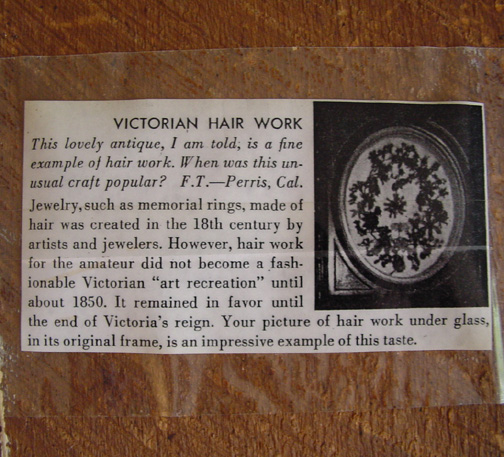 VICTORIAN HAIR WORK
This lovely antique, I am told, is a fine
example of hair work. When was this un-
usual craft popular? F.T.—Perris, Cal.
Jewelry, such as memorial rings, made of
hair was created in the 18th century by
artists and jewelers. However, hair work
for the amateur did not become a fash-
ionable Victorian “art recreation” until
about 1850. It remained in favor until
the end of Victoria's reign. Your picture of hair work under glass,
in its original frame, is an impressive example of this taste.